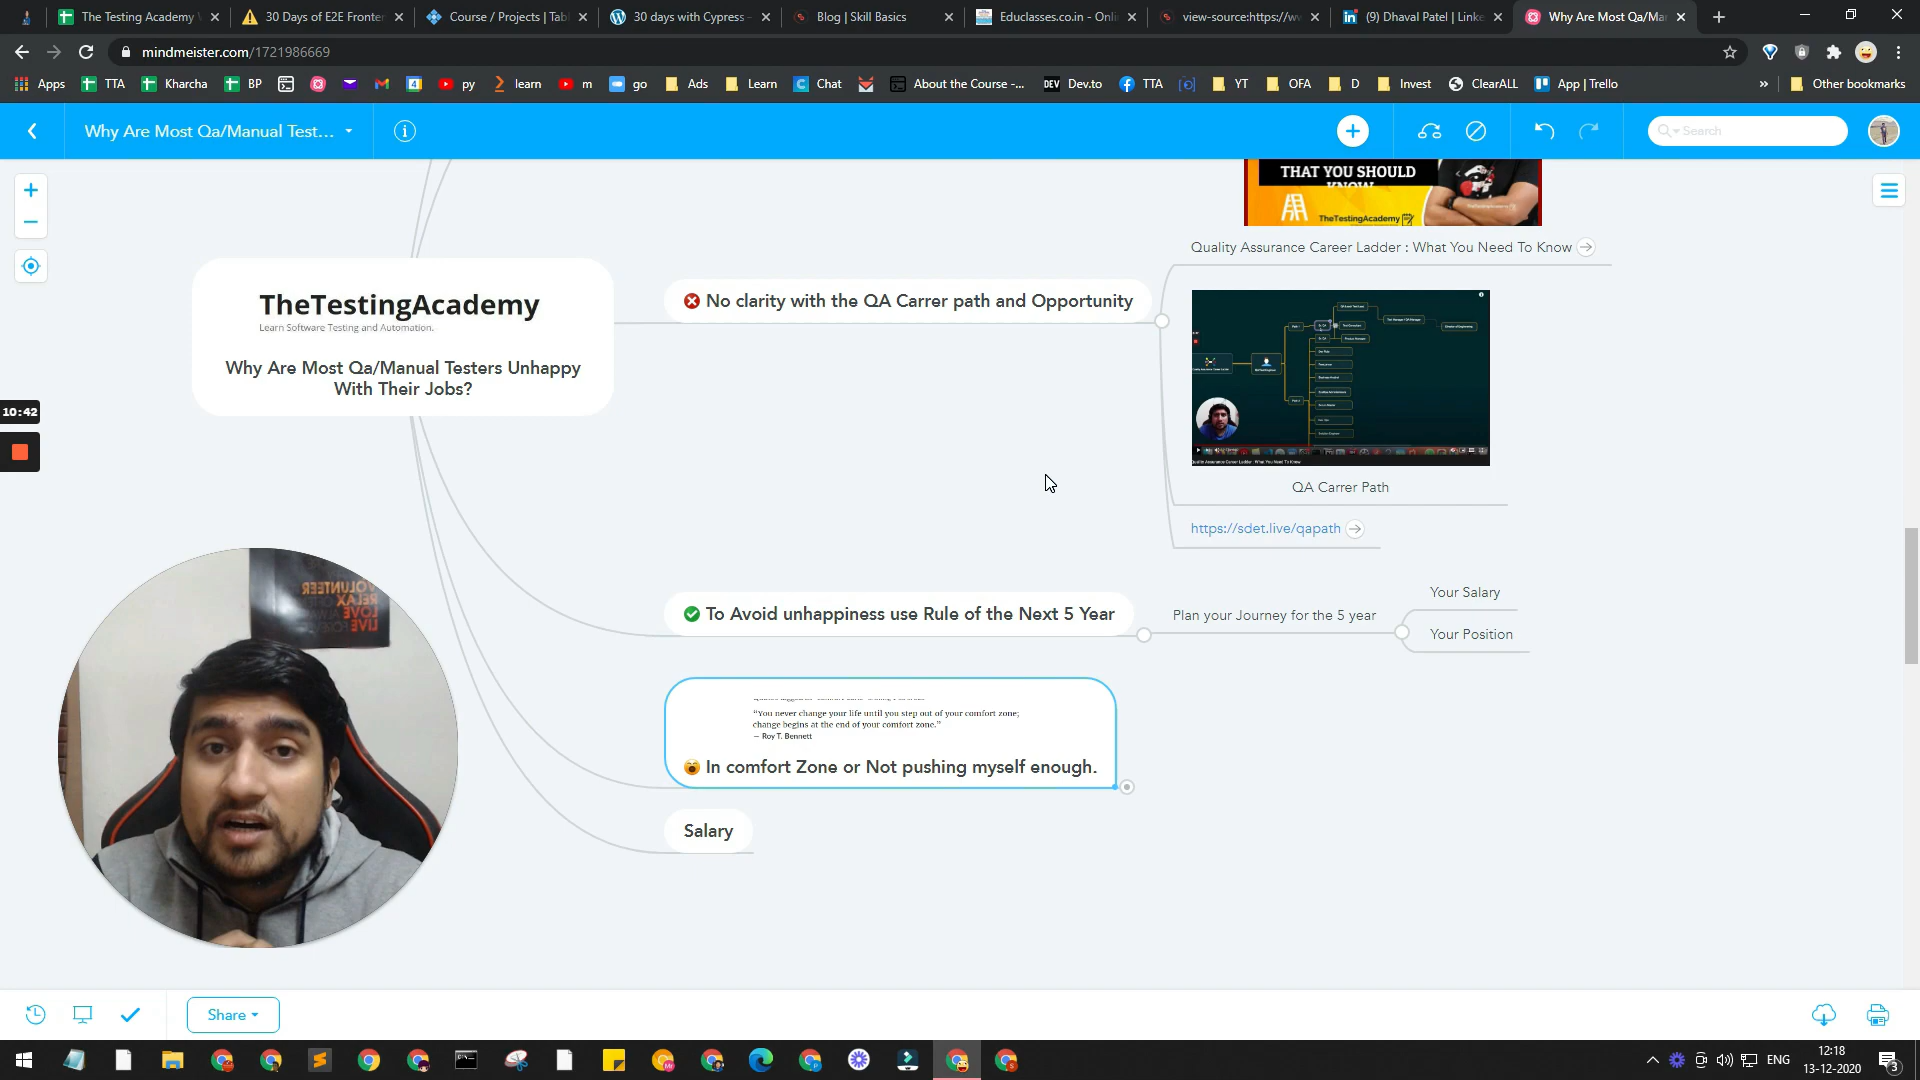 The Testing Academy
30 Days of E2E Fronter
Course / Projects | Tab
30 days with Cypress -
Blog | Skill Basics
Educlasses.co.in - Onli
view-source:https://w
(9) Dhaval Patel | Linke
Why Are Most Qa/Ma
mindmeister.com/1721986669
Apps
TTA
Kharcha
BP
py
learn
m
go
Ads
Learn
Chat
About the Course -...
DEV
Dev.to
TTA
YT
OFA
D
Invest
ClearALL
App | Trello
»
Other bookmarks
Why Are Most Qa/Manual Test...
Search
THAT YOU SHOULD
KNOW
TheTestingAcademy
Quality Assurance Career Ladder : What You Need To Know
TheTestingAcademy
Learn Software Testing and Automation.
Why Are Most Qa/Manual Testers Unhappy
With Their Jobs?
No clarity with the QA Carrer path and Opportunity
10:42
QA Carrer Path
https://sdet.live/qapath
To Avoid unhappiness use Rule of the Next 5 Year
Plan your Journey for the 5 year
Your Salary
Your Position
VOLUNTEER
RELAX
LOVE
LIVE
“You never change your life until you step out of your comfort zone;
change begins at the end of your comfort zone.”
― Roy T. Bennett
In comfort Zone or Not pushing myself enough.
Salary
Share
ENG
12:18
13-12-2020
3